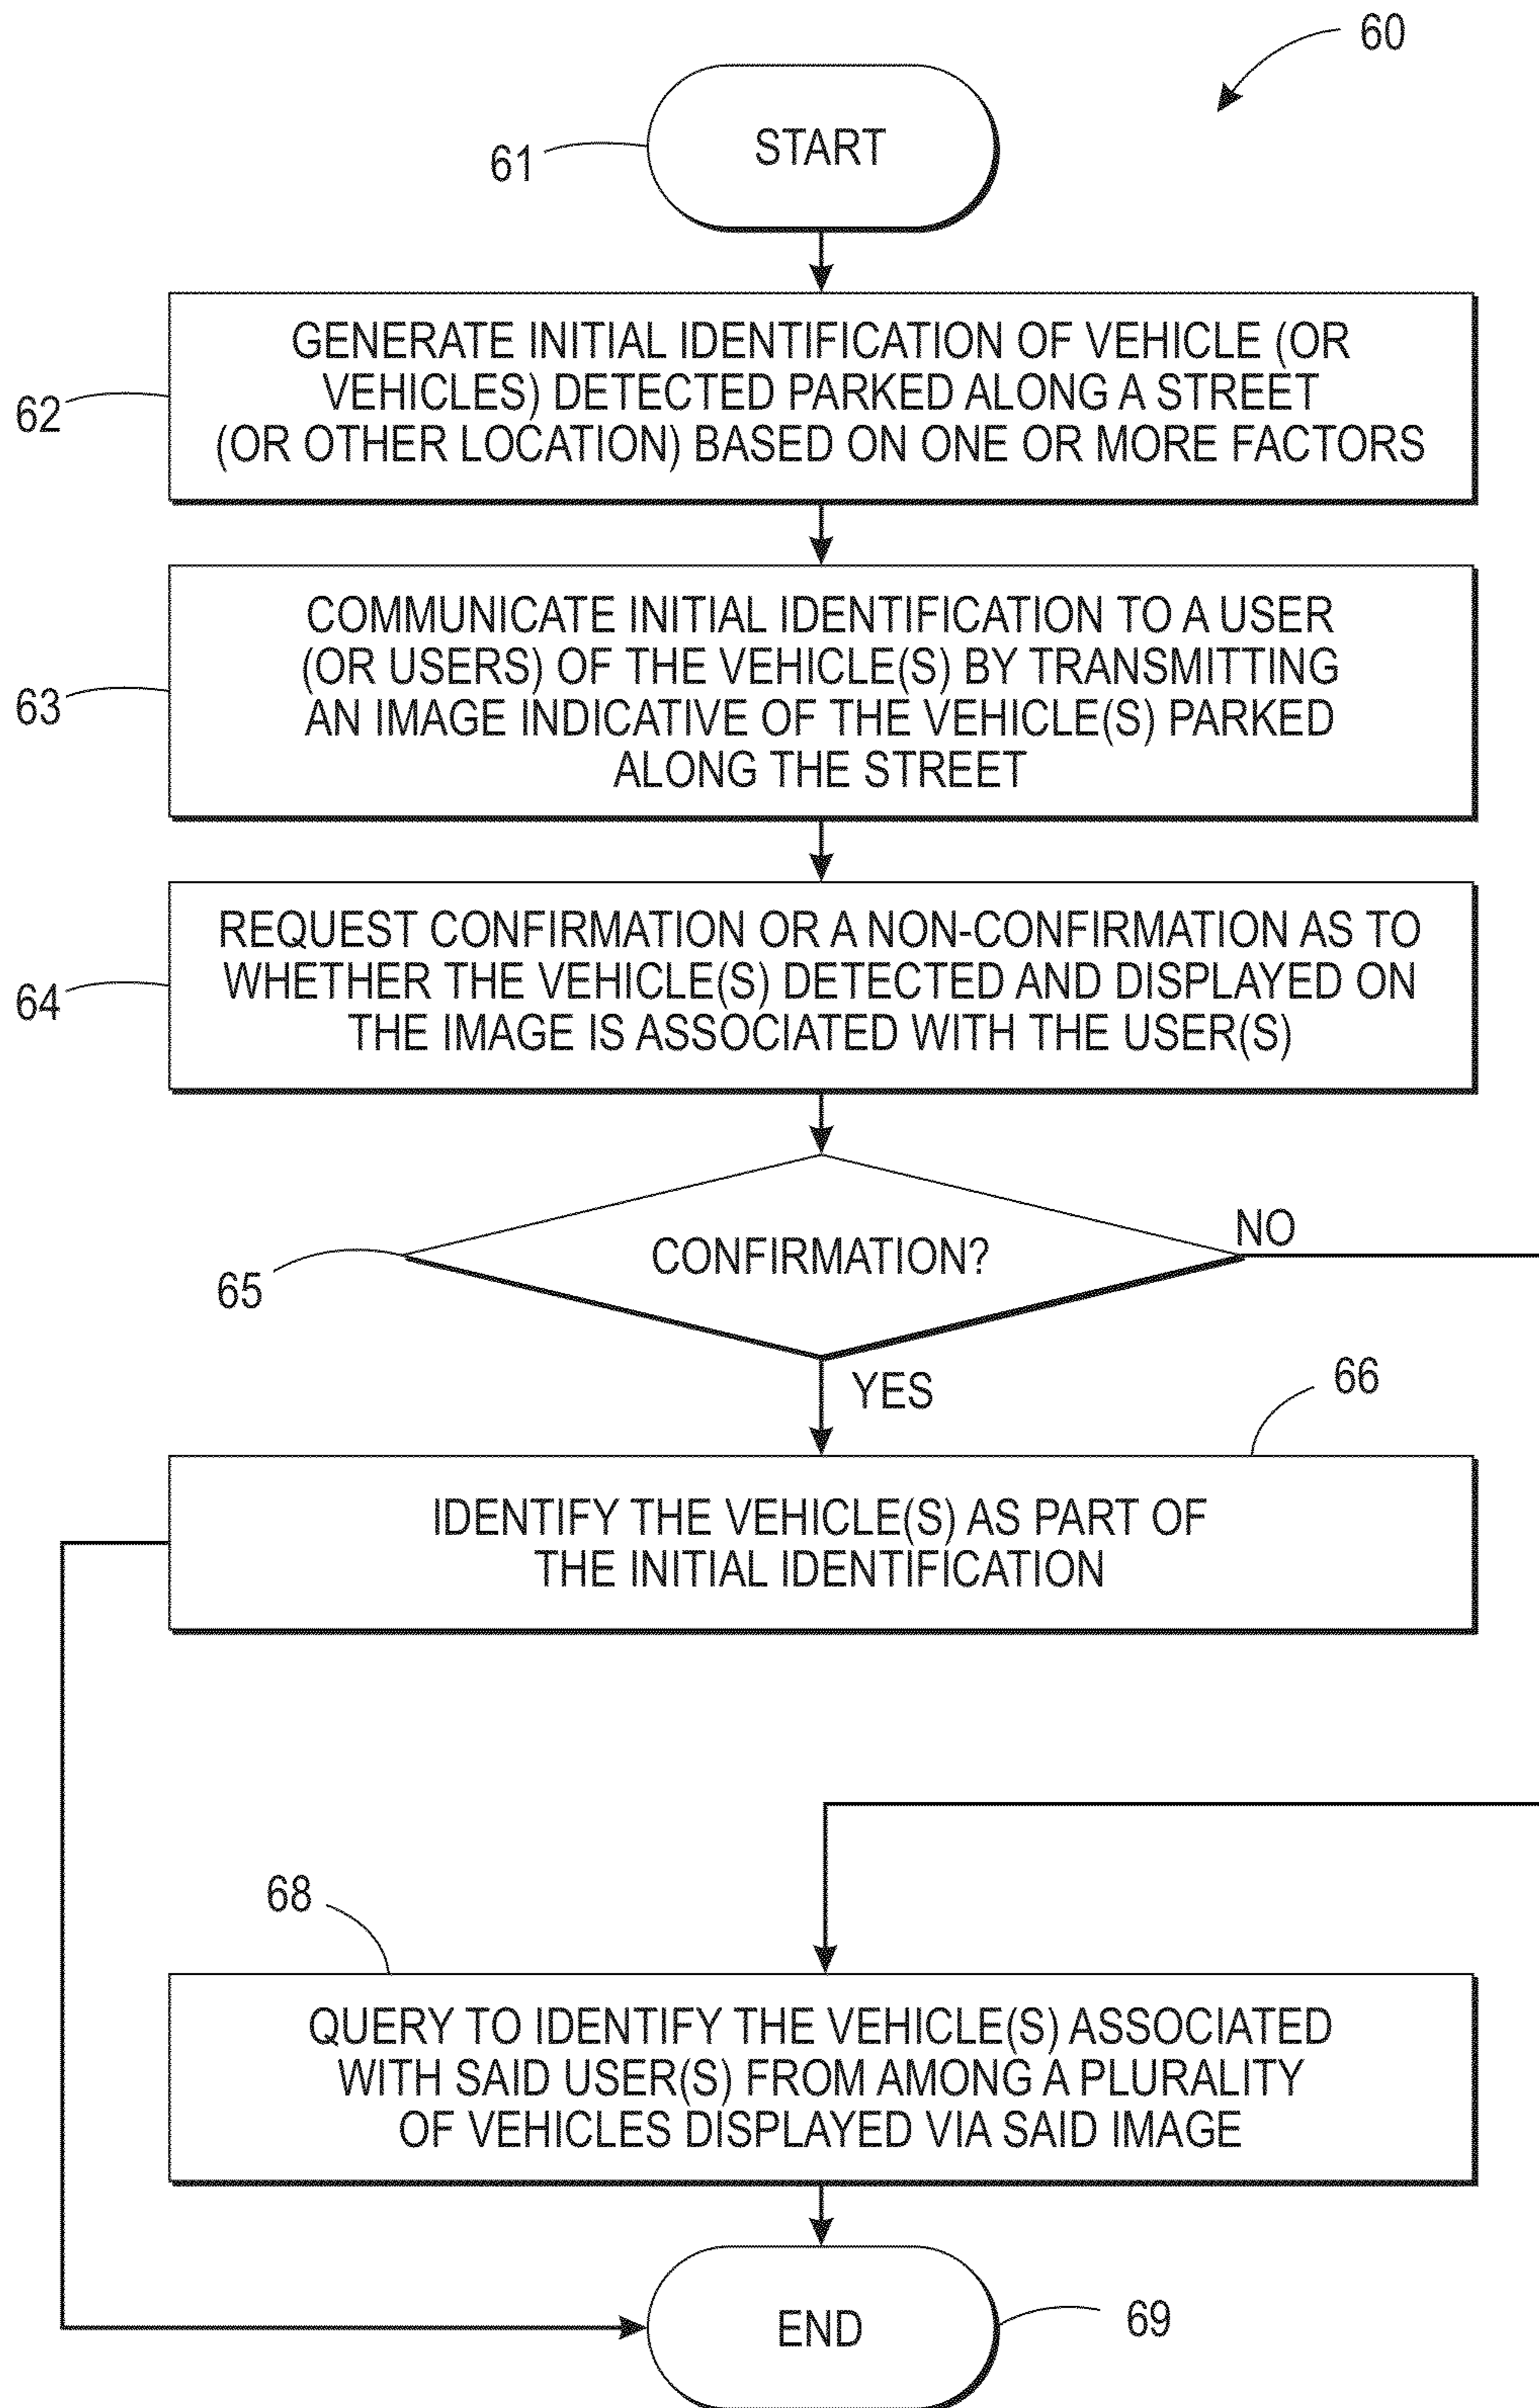 60
61
START
62
GENERATE INITIAL IDENTIFICATION OF VEHICLE (OR
VEHICLES) DETECTED PARKED ALONG A STREET
(OR OTHER LOCATION) BASED ON ONE OR MORE FACTORS
63
COMMUNICATE INITIAL IDENTIFICATION TO A USER
(OR USERS) OF THE VEHICLE(S) BY TRANSMITTING
AN IMAGE INDICATIVE OF THE VEHICLE(S) PARKED
ALONG THE STREET
64
REQUEST CONFIRMATION OR A NON-CONFIRMATION AS TO
WHETHER THE VEHICLE(S) DETECTED AND DISPLAYED ON
THE IMAGE IS ASSOCIATED WITH THE USER(S)
65
CONFIRMATION?
NO
YES
66
IDENTIFY THE VEHICLE(S) AS PART OF
THE INITIAL IDENTIFICATION
68
QUERY TO IDENTIFY THE VEHICLE(S) ASSOCIATED
WITH SAID USER(S) FROM AMONG A PLURALITY
OF VEHICLES DISPLAYED VIA SAID IMAGE
END
69